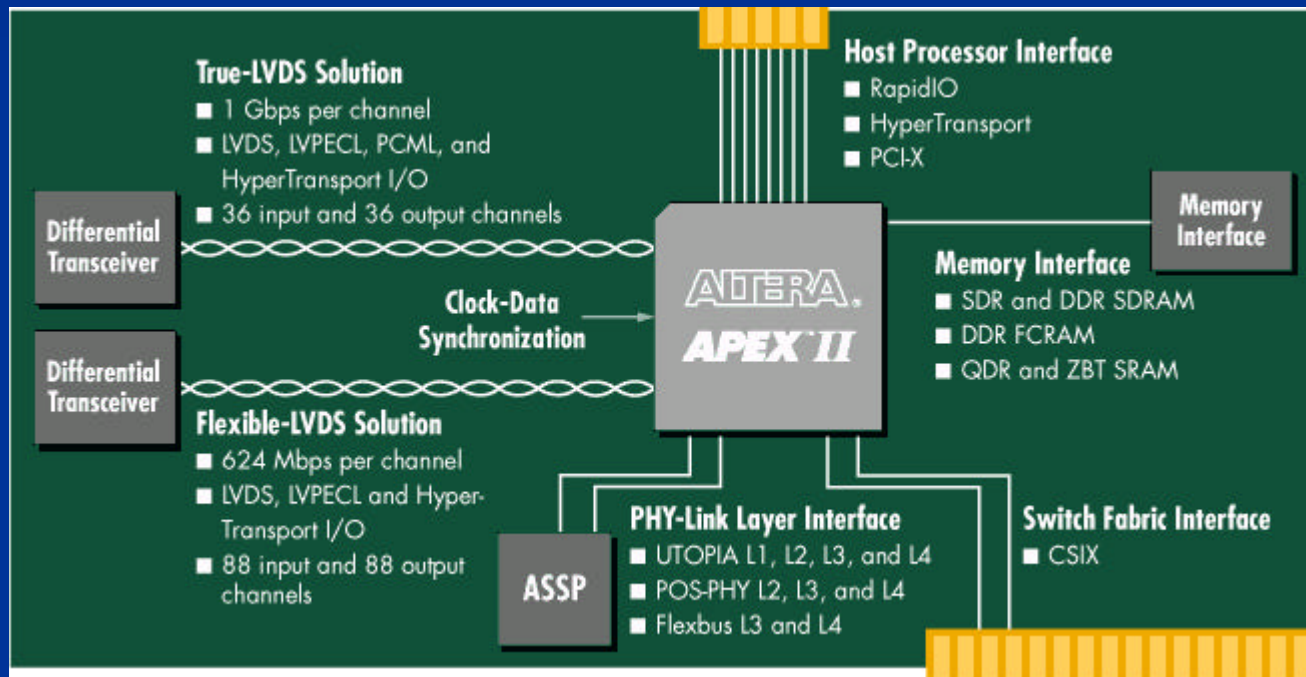 True-LVDS Solution
■ 1 Gbps per channel
■ LVDS, LVPECL, PCML, and
HyperTransport I/O
■ 36 input and 36 output channels
Host Processor Interface
■ RapidIO
■ HyperTransport
■ PCI-X
Differential
Transceiver
Memory
Interface
Memory Interface
■ SDR and DDR SDRAM
■ DDR FCRAM
■ QDR and ZBT SRAM
ALTERA®
APEX™ II
Clock-Data
Synchronization
Differential
Transceiver
Flexible-LVDS Solution
■ 624 Mbps per channel
■ LVDS, LVPECL and Hyper-
Transport I/O
■ 88 input and 88 output
channels
ASSP
PHY-Link Layer Interface
■ UTOPIA L1, L2, L3, and L4
■ POS-PHY L2, L3, and L4
■ Flexbus L3 and L4
Switch Fabric Interface
■ CSIX